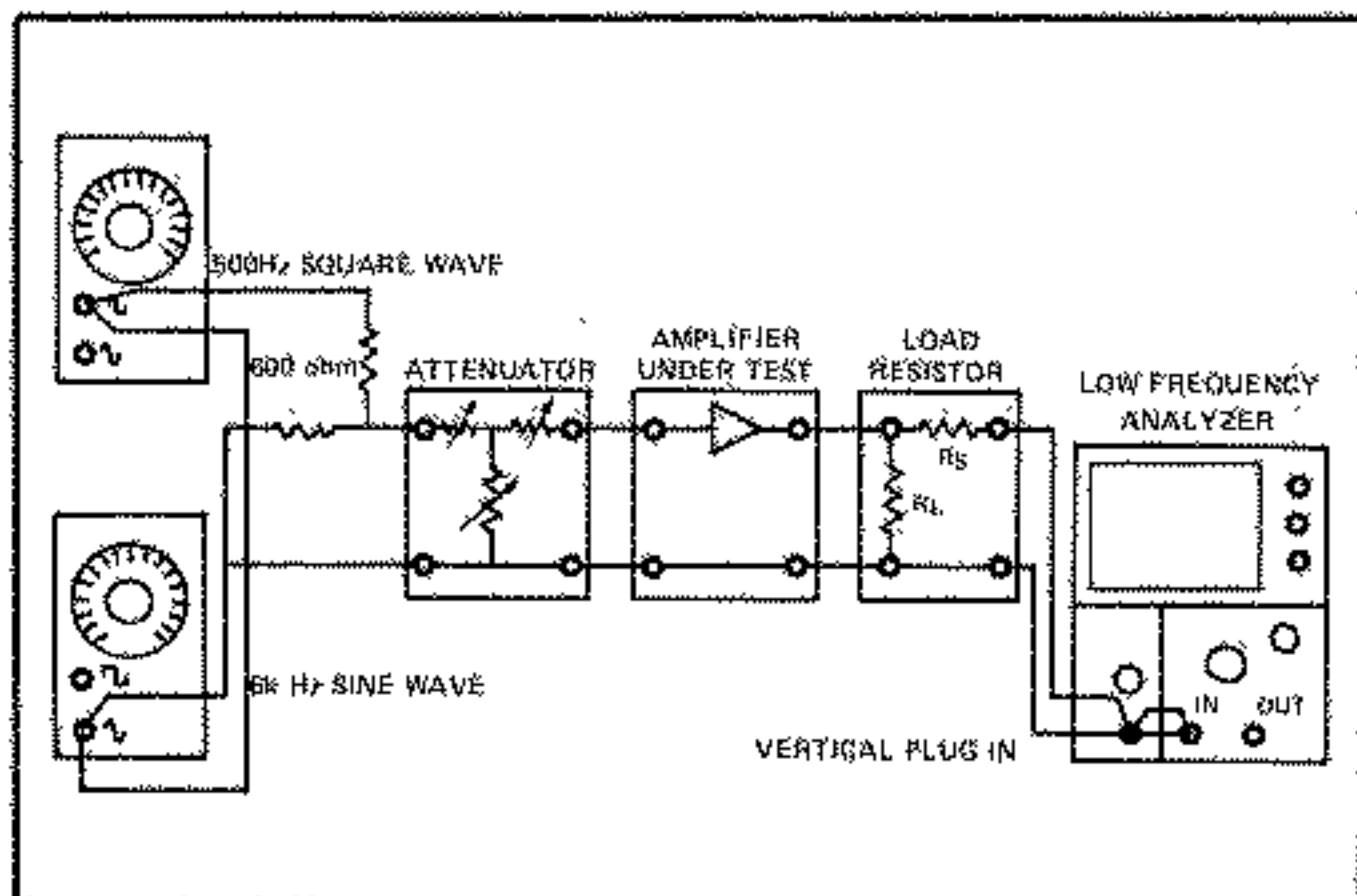 500Hz SQUARE WAVE
600 ohm
ATTENUATOR
AMPLIFIER
UNDER TEST
LOAD
RESISTOR
LOW FREQUENCY
ANALYZER
RS
RL
6k Hz SINE WAVE
IN
OUT
VERTICAL PLUG IN